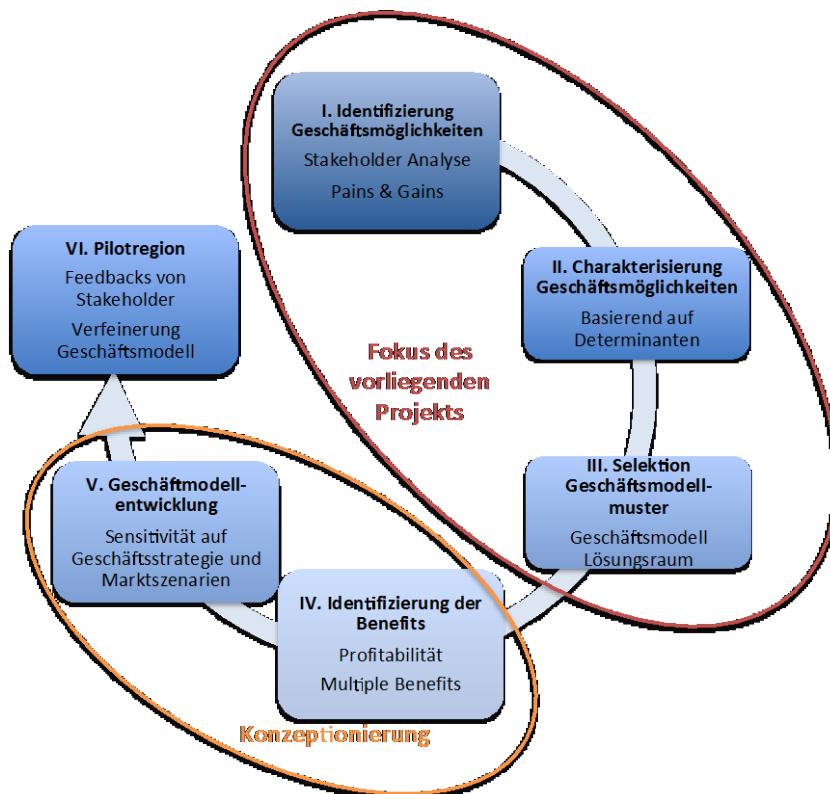 I. Identifizierung
Geschäftsmöglichkeiten
Stakeholder Analyse
Pains & Gains
II. Charakterisierung
Geschäftsmöglichkeiten
Basierend auf
Determinanten
III. Selektion
Geschäftsmodell-
muster
Geschäftsmodell
Lösungsraum
IV. Identifizierung der
Benefits
Profitabilität
Multiple Benefits
V. Geschäftmodell-
entwicklung
Sensitivität auf
Geschäftsstrategie und
Marktszenarien
VI. Pilotregion
Feedbacks von
Stakeholder
Verfeinerung
Geschäftsmodell
Fokus des
vorliegenden
Projekts
Konzeptionierung